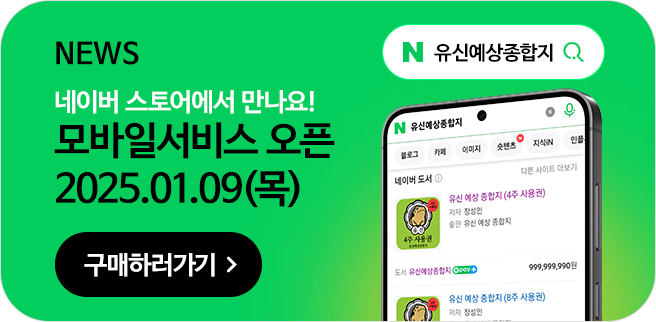 NEWS
네이버 스토어에서 만나요!
모바일서비스 오픈
2025.01.09(목)
구매하러가기
N 유신예상종합지
N 유신예상종합지
블로그 카페 이미지 숏텐츠 N 지식iN 인플
네이버 도서 다른 사이트 더보기
유신 예상 종합지 (4주 사용권)
저자 장성인
출판 유신 예상 종합지
4주 사용권
도서 유신예상종합지 pay+ 999,999,990원
유신 예상 종합지 (8주 사용권)
저자 장성인